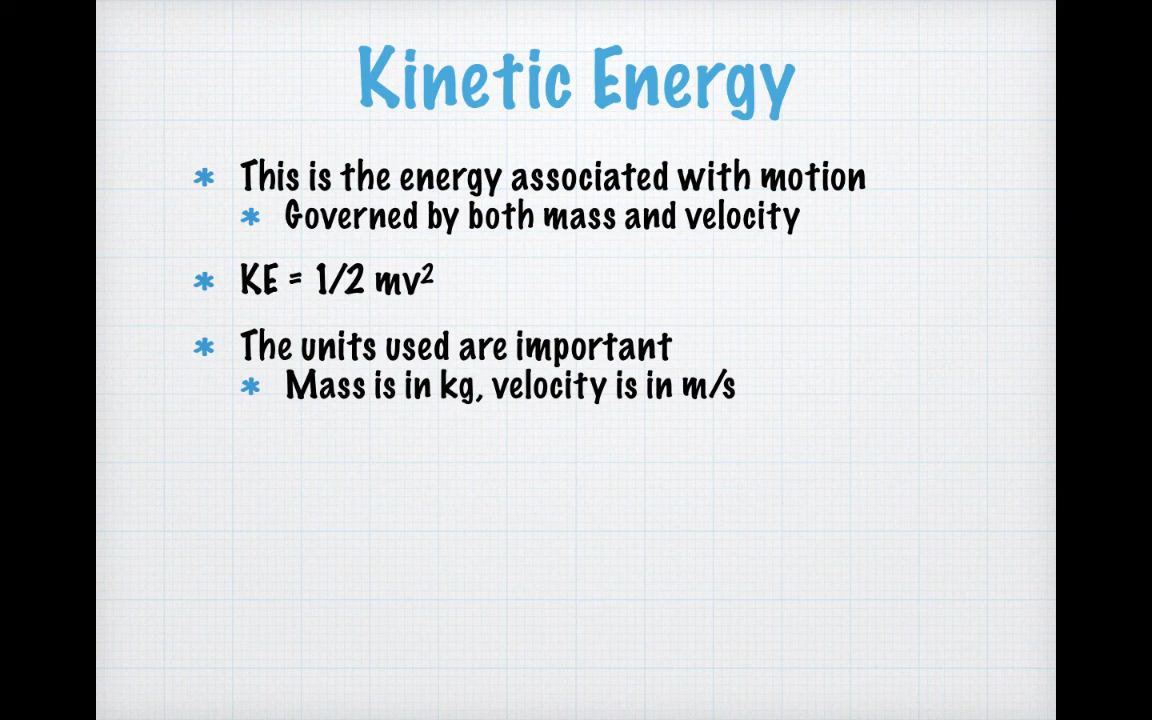 Kinetic Energy
* This is the energy associated with motion
* Governed by both mass and velocity
* KE = 1/2 mv²
* The units used are important
* Mass is in kg, velocity is in m/s